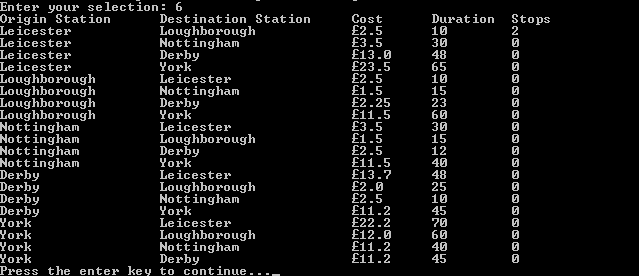 Enter your selection: 6
Origin Station Destination Station Cost Duration Stops
Leicester Loughborough £2.5 10 2
Leicester Nottingham £3.5 30 0
Leicester Derby £13.0 48 0
Leicester York £23.5 65 0
Loughborough Leicester £2.5 10 0
Loughborough Nottingham £1.5 15 0
Loughborough Derby £2.25 23 0
Loughborough York £11.5 60 0
Nottingham Leicester £3.5 30 0
Nottingham Loughborough £1.5 15 0
Nottingham Derby £2.5 12 0
Nottingham York £11.5 40 0
Derby Leicester £13.7 48 0
Derby Loughborough £2.0 25 0
Derby Nottingham £2.5 10 0
Derby York £11.2 45 0
York Leicester £22.2 70 0
York Loughborough £12.0 60 0
York Nottingham £11.2 40 0
York Derby £11.2 45 0
Press the enter key to continue..._